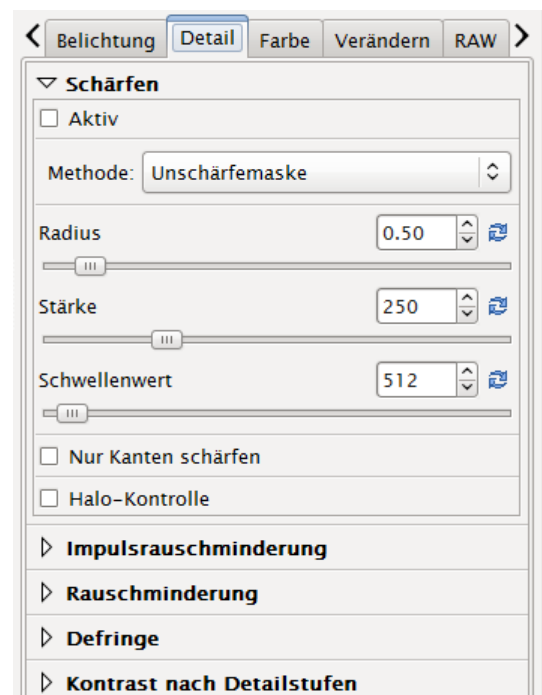 Belichtung Detail Farbe Verändern RAW
Schärfen
Aktiv
Methode: Unschärfemaske
Radius 0.50
Stärke 250
Schwellenwert 512
Nur Kanten schärfen
Halo-Kontrolle
Impulsrauschminderung
Rauschminderung
Defringe
Kontrast nach Detailstufen